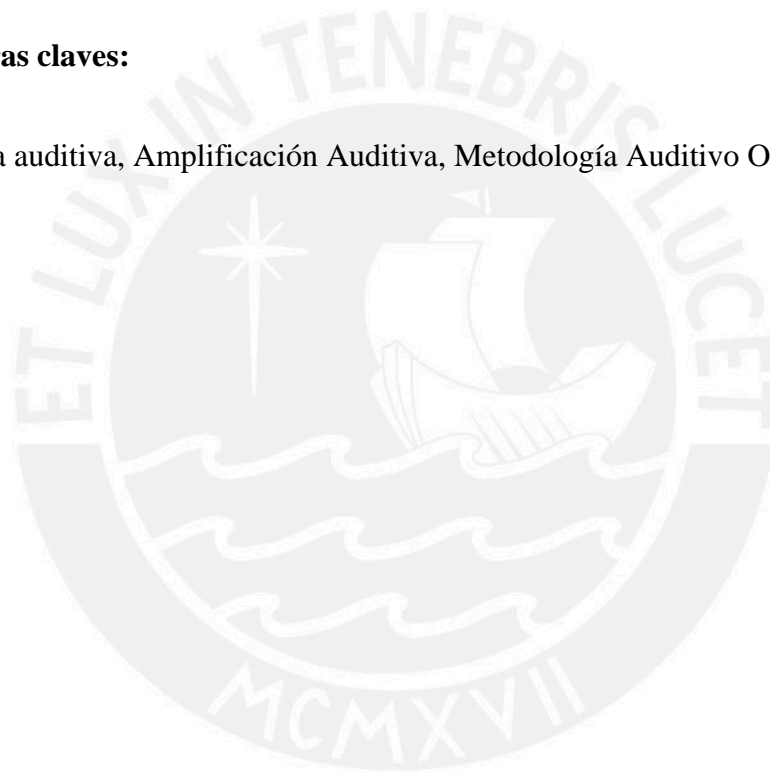 as claves:
a auditiva, Amplificación Auditiva, Metodología Auditivo O
ET LUX IN TENEBRIS LUCET
MCMXVII